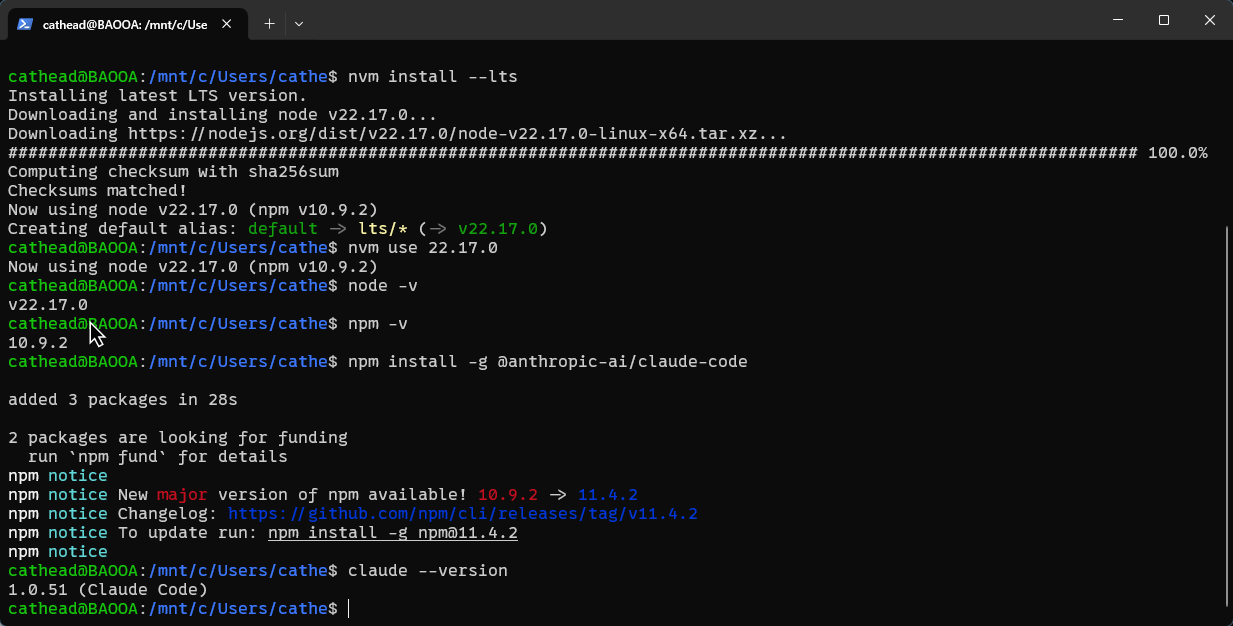 cathead@BAOOA: /mnt/c/Use
cathead@BAOOA:/mnt/c/Users/cathe$ nvm install --lts
Installing latest LTS version.
Downloading and installing node v22.17.0...
Downloading https://nodejs.org/dist/v22.17.0/node-v22.17.0-linux-x64.tar.xz...
################################################################################################################# 100.0%
Computing checksum with sha256sum
Checksums matched!
Now using node v22.17.0 (npm v10.9.2)
Creating default alias: default -> lts/* (-> v22.17.0)
cathead@BAOOA:/mnt/c/Users/cathe$ nvm use 22.17.0
Now using node v22.17.0 (npm v10.9.2)
cathead@BAOOA:/mnt/c/Users/cathe$ node -v
v22.17.0
cathead@BAOOA:/mnt/c/Users/cathe$ npm -v
10.9.2
cathead@BAOOA:/mnt/c/Users/cathe$ npm install -g @anthropic-ai/claude-code
added 3 packages in 28s
2 packages are looking for funding
  run `npm fund` for details
npm notice
npm notice New major version of npm available! 10.9.2 -> 11.4.2
npm notice Changelog: https://github.com/npm/cli/releases/tag/v11.4.2
npm notice To update run: npm install -g npm@11.4.2
npm notice
cathead@BAOOA:/mnt/c/Users/cathe$ claude --version
1.0.51 (Claude Code)
cathead@BAOOA:/mnt/c/Users/cathe$